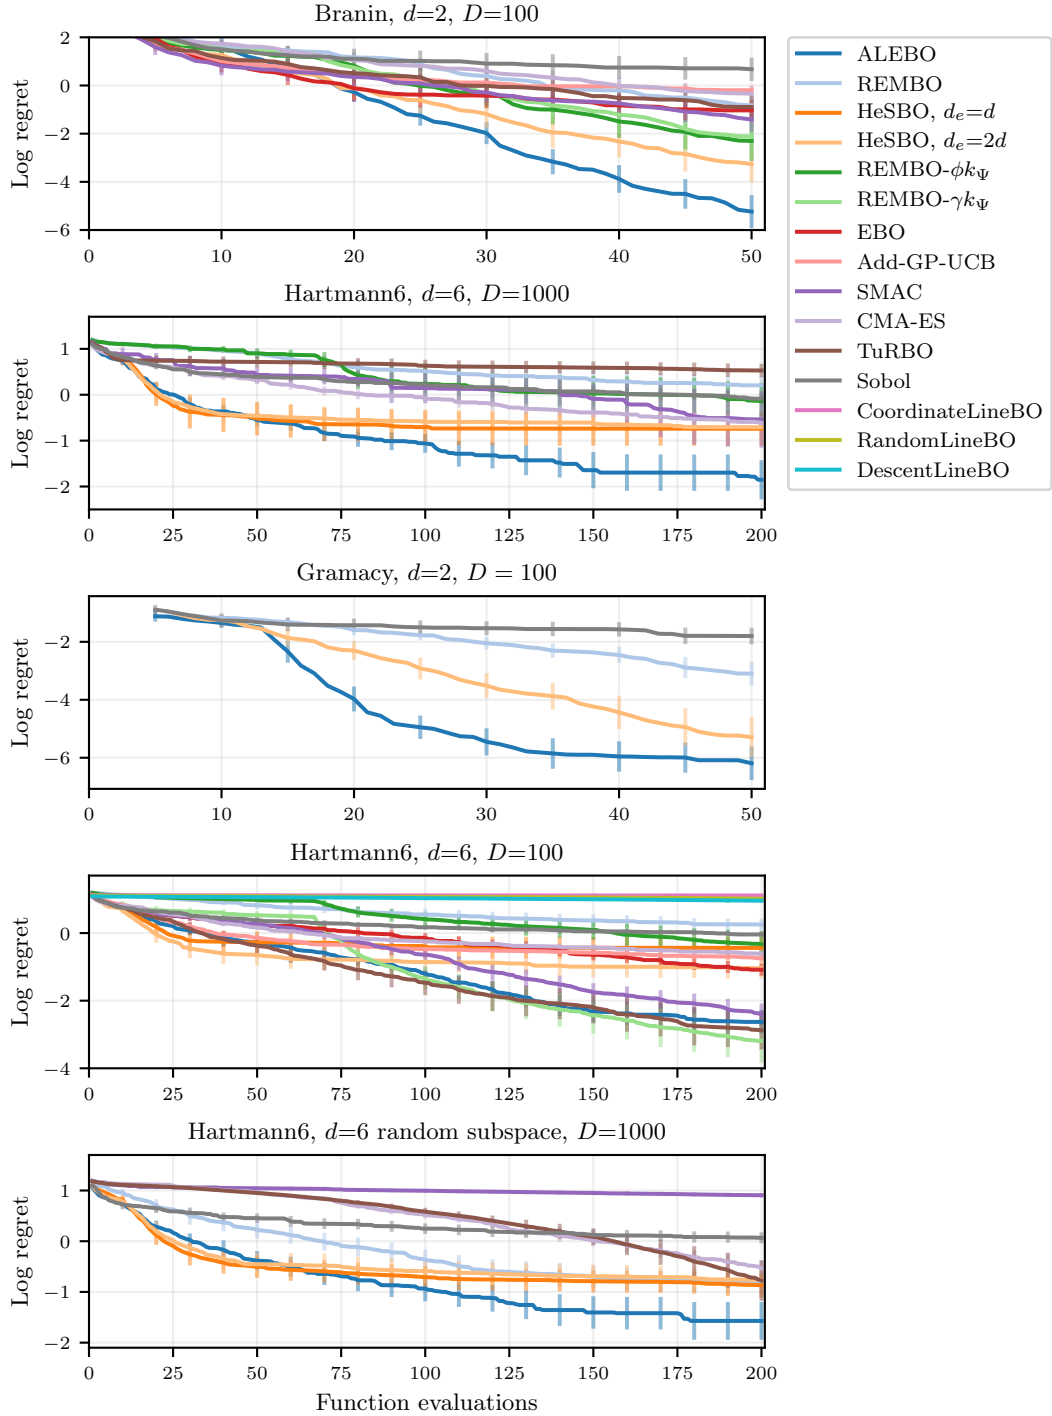 Branin, d=2, D=100
Log regret
2
0
−2
−4
−6
0 10 20 30 40 50
ALEBO
REMBO
HeSBO, dₑ=d
HeSBO, dₑ=2d
REMBO-ϕk_Ψ
REMBO-γk_Ψ
EBO
Add-GP-UCB
SMAC
CMA-ES
TuRBO
Sobol
CoordinateLineBO
RandomLineBO
DescentLineBO
Hartmann6, d=6, D=1000
Log regret
1
0
−1
−2
0 25 50 75 100 125 150 175 200
Gramacy, d=2, D = 100
Log regret
−2
−4
−6
0 10 20 30 40 50
Hartmann6, d=6, D=100
Log regret
0
−2
−4
0 25 50 75 100 125 150 175 200
Hartmann6, d=6 random subspace, D=1000
Log regret
1
0
−1
−2
0 25 50 75 100 125 150 175 200
Function evaluations